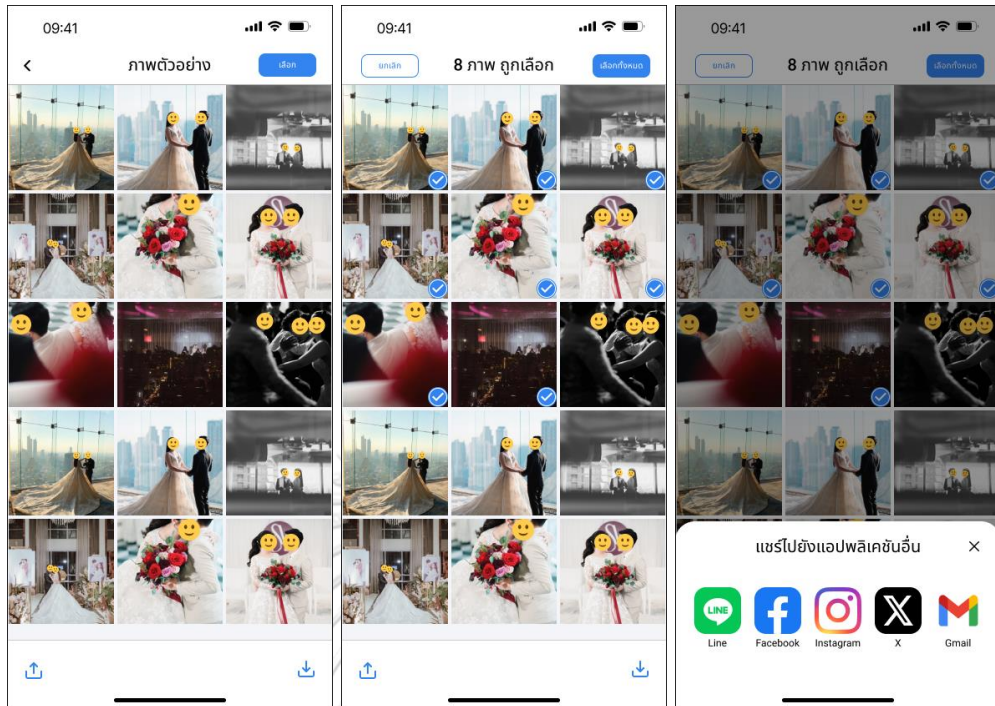 09:41
ภาพตัวอย่าง
เลือก
09:41
ยกเลิก
8 ภาพ ถูกเลือก
เลือกทั้งหมด
09:41
ยกเลิก
8 ภาพ ถูกเลือก
เลือกทั้งหมด
แชร์ไปยังแอปพลิเคชันอื่น
LINE
Line
Facebook
Instagram
X
Gmail